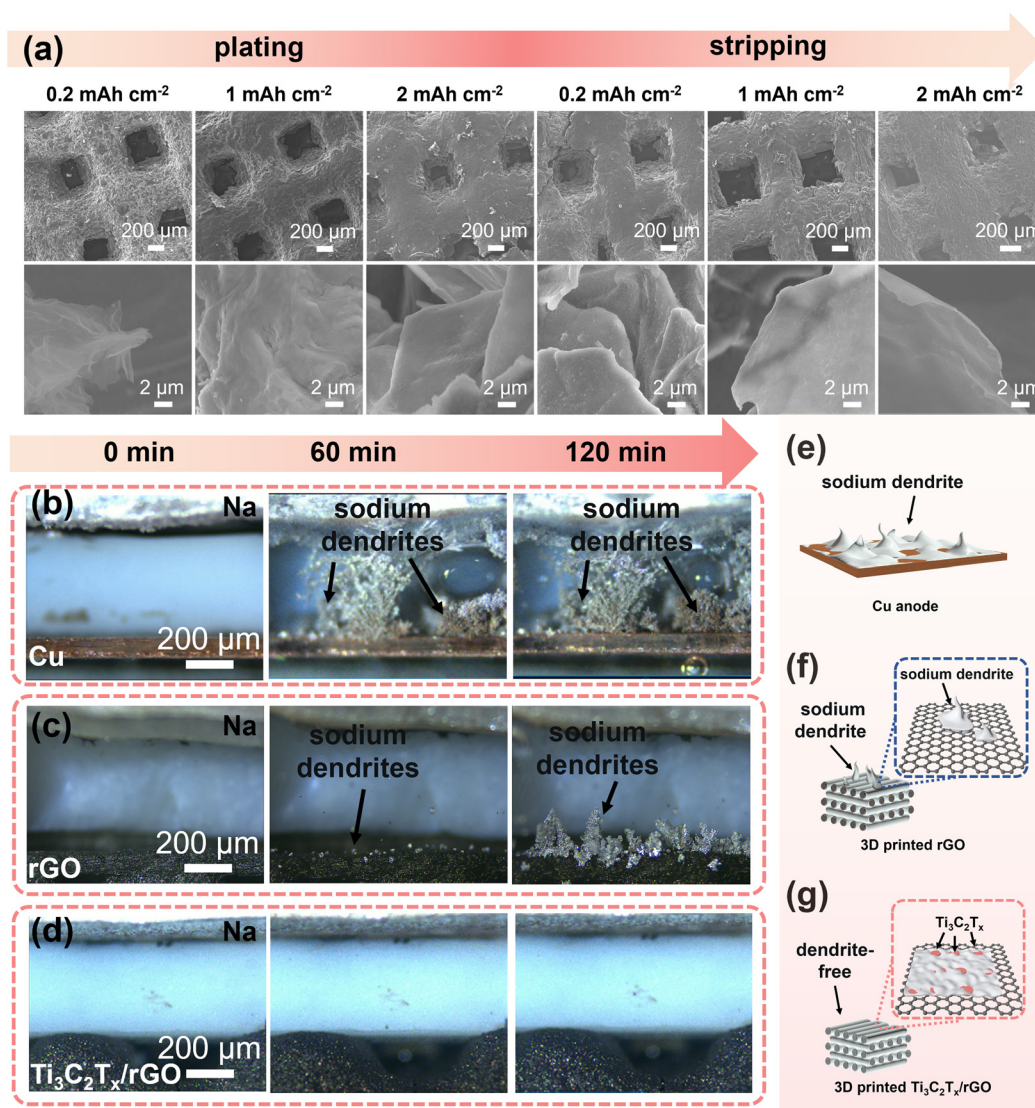 (a)
plating
stripping
0.2 mAh cm-2
1 mAh cm-2
2 mAh cm-2
0.2 mAh cm-2
1 mAh cm-2
2 mAh cm-2
200 μm
200 μm
200 μm
200 μm
200 μm
200 μm
2 μm
2 μm
2 μm
2 μm
2 μm
2 μm
0 min
60 min
120 min
(b)
Na
sodium
dendrites
sodium
dendrites
200 μm
Cu
(c)
Na
sodium
dendrites
sodium
dendrites
200 μm
rGO
(d)
Na
200 μm
Ti3C2Tx/rGO
(e)
sodium dendrite
Cu anode
(f)
sodium dendrite
sodium
dendrite
3D printed rGO
(g)
Ti3C2Tx
dendrite-
free
3D printed Ti3C2Tx/rGO